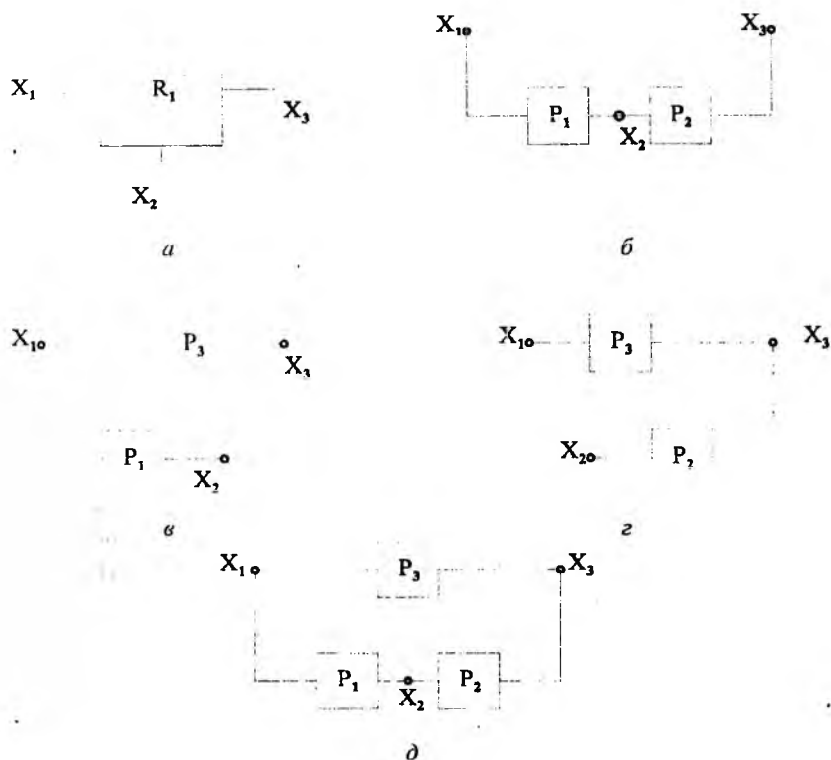 X₁ R₁ X₃
X₂
а
X₁ P₁ X₂ P₂ X₃
б
X₁ P₃ X₃
P₁ X₂
в
X₁ P₃ X₃
X₂ P₂
г
X₁ P₃ X₃
P₁ X₂ P₂
д